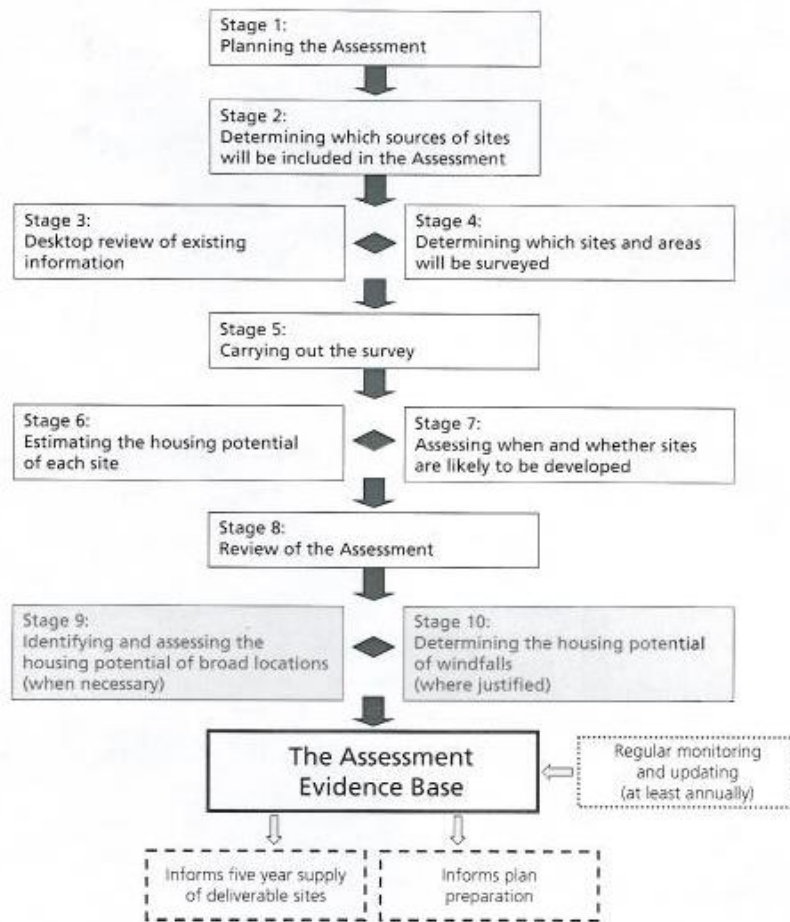 Stage 1:
Planning the Assessment
Stage 2:
Determining which sources of sites
will be included in the Assessment
Stage 3:
Desktop review of existing
information
Stage 4:
Determining which sites and areas
will be surveyed
Stage 5:
Carrying out the survey
Stage 6:
Estimating the housing potential
of each site
Stage 7:
Assessing when and whether sites
are likely to be developed
Stage 8:
Review of the Assessment
Stage 9:
Identifying and assessing the
housing potential of broad locations
(when necessary)
Stage 10:
Determining the housing potential
of windfalls
(where justified)
The Assessment
Evidence Base
Regular monitoring
and updating
(at least annually)
Informs five year supply
of deliverable sites
Informs plan
preparation